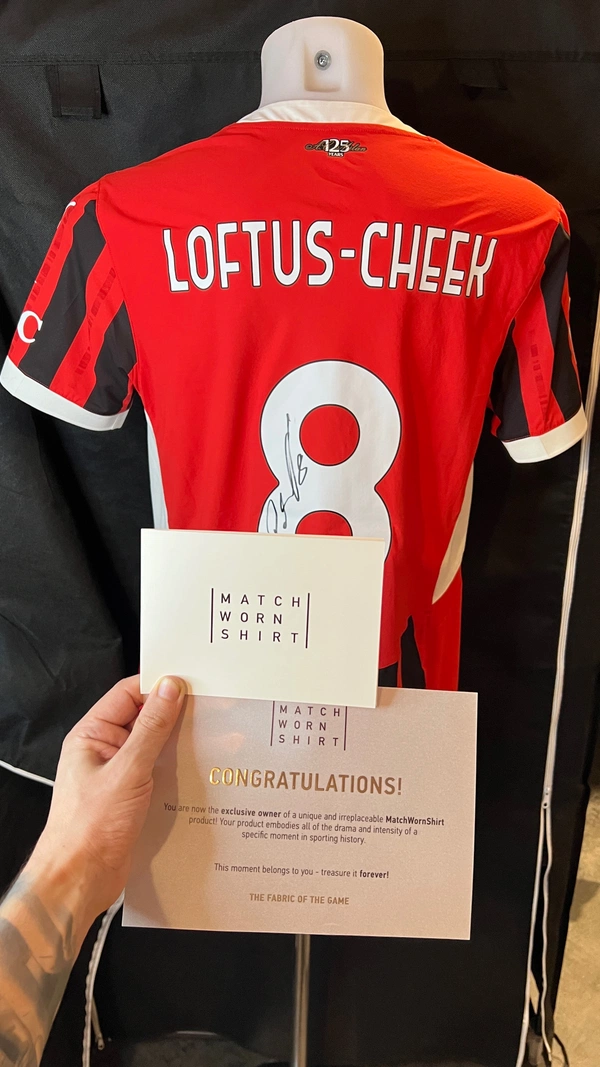 125
YEARS
LOFTUS-CHEEK
C
8
MATCH
WORN
SHIRT
MATCH
WORN
SHIRT
CONGRATULATIONS!
You are now the exclusive owner of a unique and irreplaceable MatchWornShirt
product! Your product embodies all of the drama and intensity of a
specific moment in sporting history.
This moment belongs to you - treasure it forever!
THE FABRIC OF THE GAME